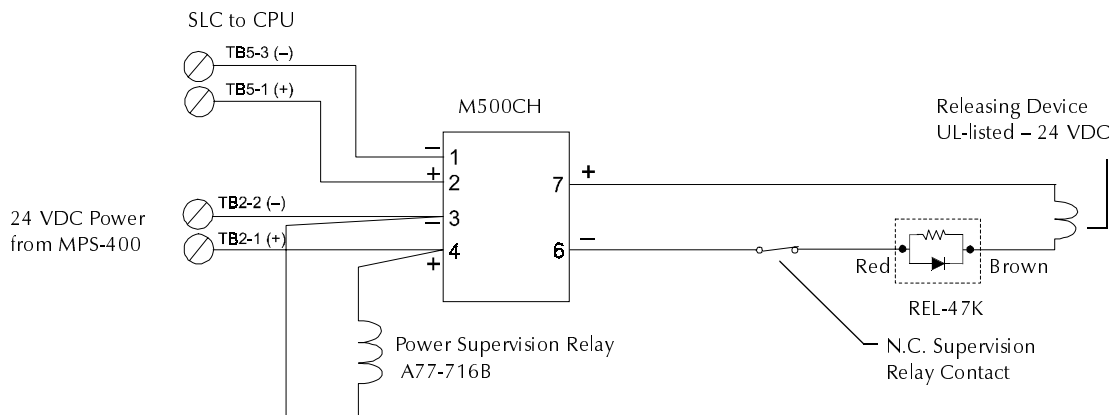 SLC to CPU
TB5-3 (–)
TB5-1 (+)
M500CH
Releasing Device
UL-listed – 24 VDC
– 1
+ 2
7 +
24 VDC Power
from MPS-400
TB2-2 (–)
TB2-1 (+)
3
–
4
+
6 –
Red
Brown
REL-47K
Power Supervision Relay
A77-716B
N.C. Supervision
Relay Contact